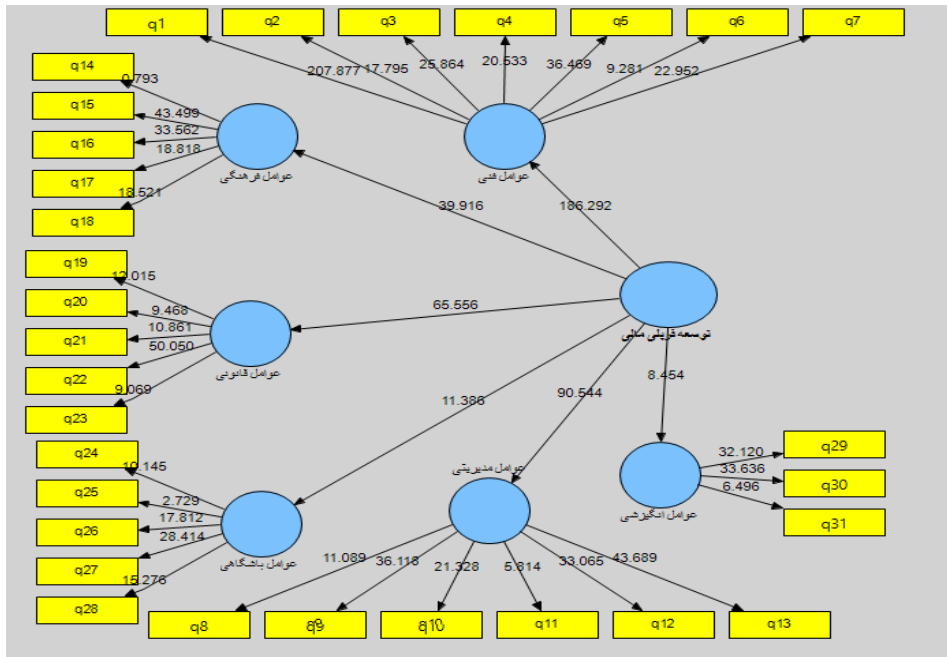 q1
q2
q3
q4
q5
q6
q7
207.877
17.795
25.864
20.533
36.469
9.281
22.952
q14
q15
q16
q17
q18
0.793
43.499
33.562
18.818
18.521
عوامل فرهنگی
عوامل فنی
39.916
186.292
q19
q20
q21
q22
q23
12.015
9.468
10.861
50.050
9.069
عوامل قانونی
65.556
توسعه فریلی مالی
11.386
90.544
8.454
q24
q25
q26
q27
q28
10.145
2.729
17.812
28.414
15.276
عوامل باشگاهی
عوامل مدیریتی
عوامل انگیزشی
32.120
33.636
6.496
q29
q30
q31
11.089
36.118
21.328
5.814
33.065
43.689
q8
q9
q10
q11
q12
q13